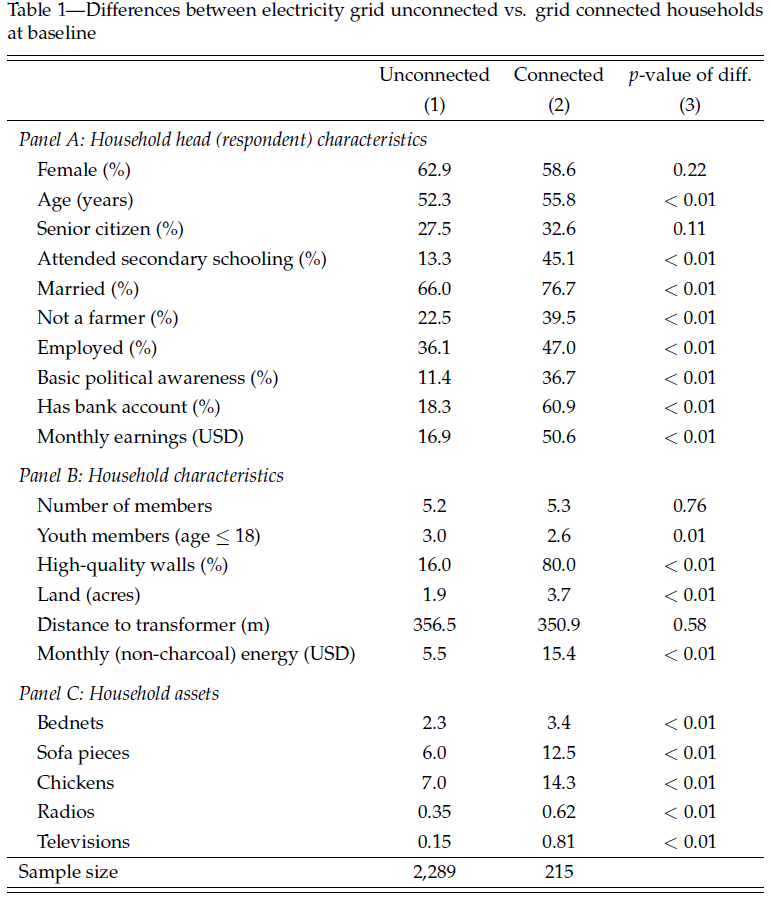 Table 1—Differences between electricity grid unconnected vs. grid connected households
at baseline
Unconnected Connected p-value of diff.
(1) (2) (3)
Panel A: Household head (respondent) characteristics
Female (%) 62.9 58.6 0.22
Age (years) 52.3 55.8 < 0.01
Senior citizen (%) 27.5 32.6 0.11
Attended secondary schooling (%) 13.3 45.1 < 0.01
Married (%) 66.0 76.7 < 0.01
Not a farmer (%) 22.5 39.5 < 0.01
Employed (%) 36.1 47.0 < 0.01
Basic political awareness (%) 11.4 36.7 < 0.01
Has bank account (%) 18.3 60.9 < 0.01
Monthly earnings (USD) 16.9 50.6 < 0.01
Panel B: Household characteristics
Number of members 5.2 5.3 0.76
Youth members (age ≤ 18) 3.0 2.6 0.01
High-quality walls (%) 16.0 80.0 < 0.01
Land (acres) 1.9 3.7 < 0.01
Distance to transformer (m) 356.5 350.9 0.58
Monthly (non-charcoal) energy (USD) 5.5 15.4 < 0.01
Panel C: Household assets
Bednets 2.3 3.4 < 0.01
Sofa pieces 6.0 12.5 < 0.01
Chickens 7.0 14.3 < 0.01
Radios 0.35 0.62 < 0.01
Televisions 0.15 0.81 < 0.01
Sample size 2,289 215